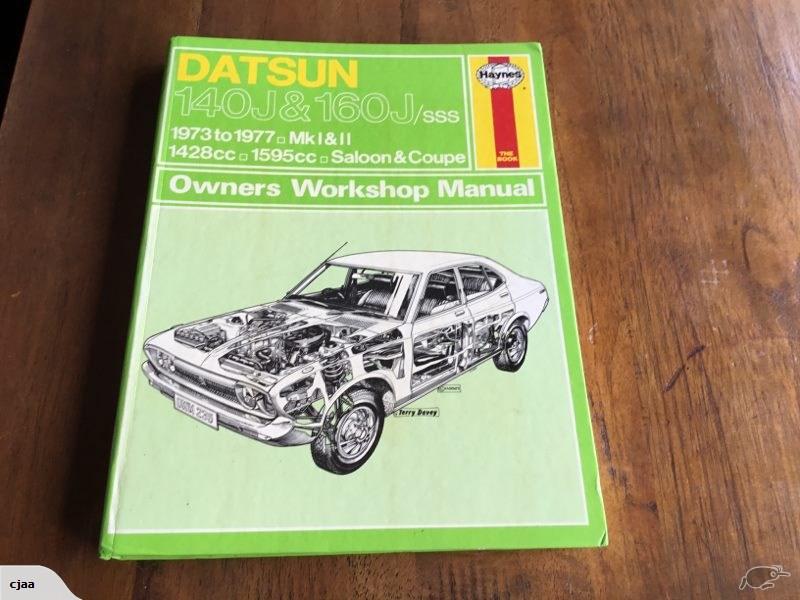 DATSUN
140J & 160J/sss
1973 to 1977 □ Mk I & II
1428cc □ 1595cc □ Saloon & Coupe
Haynes
THE
BOOK
Owners Workshop Manual
Terry Davey
cjaa